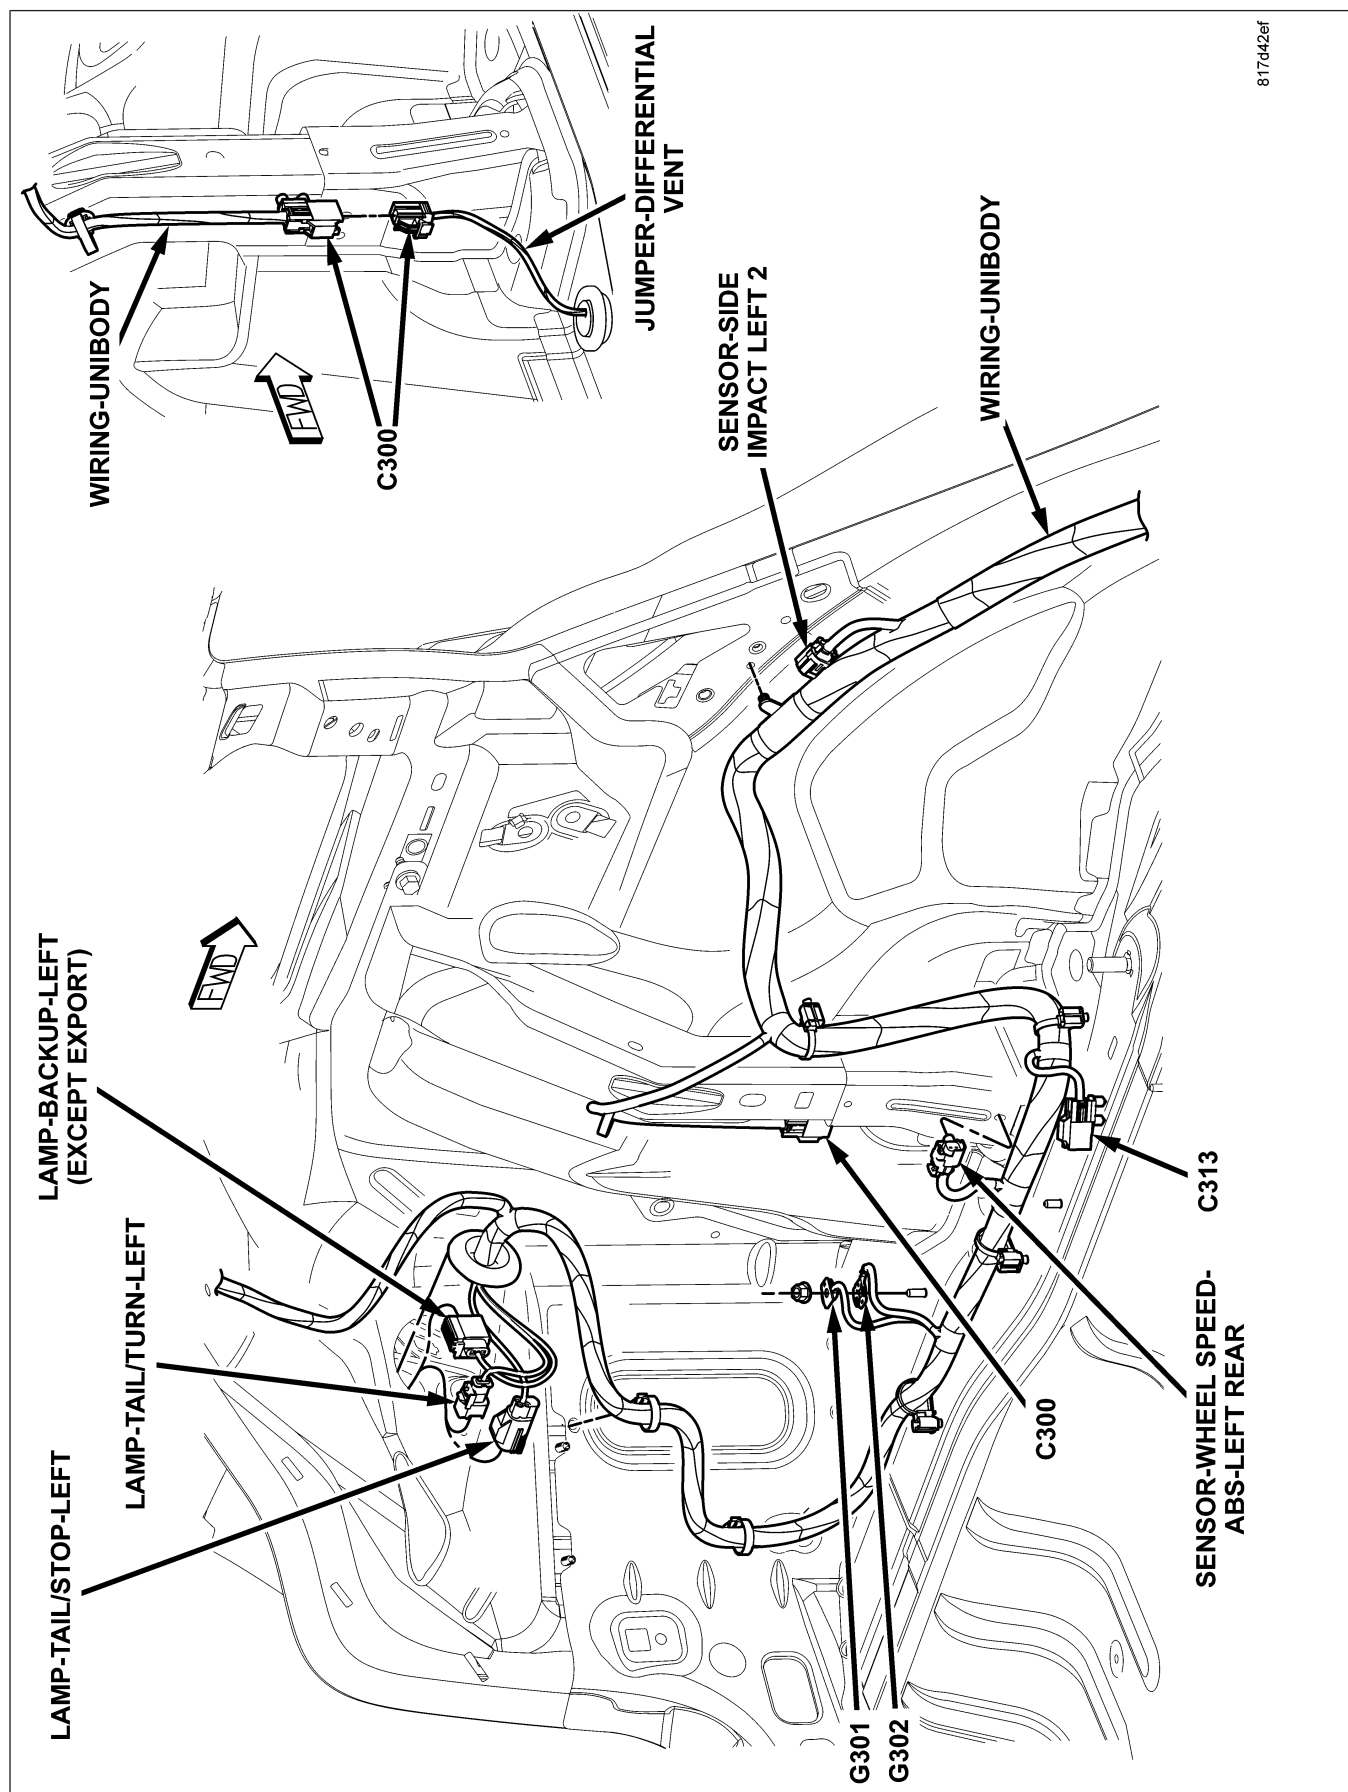 LAMP-TAIL/STOP-LEFT
LAMP-TAIL/TURN-LEFT
LAMP-BACKUP-LEFT
(EXCEPT EXPORT)
FWD
WIRING-UNIBODY
FWD
C300
JUMPER-DIFFERENTIAL
VENT
SENSOR-SIDE
IMPACT LEFT 2
WIRING-UNIBODY
G301
G302
C300
SENSOR-WHEEL SPEED-
ABS-LEFT REAR
C313
817d42ef